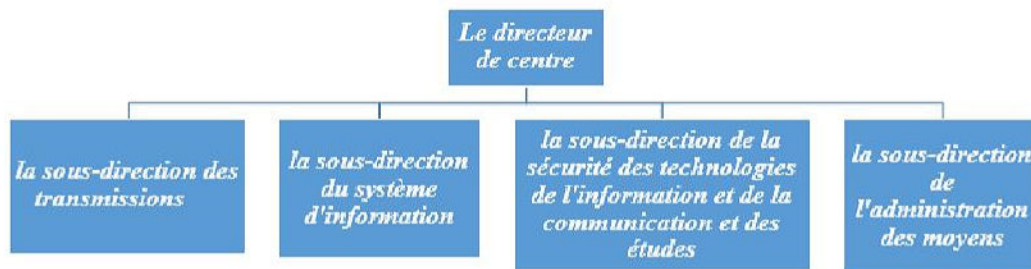 Le directeur
de centre
la sous-direction des
transmissions
la sous-direction
du système
d'information
la sous-direction de la
sécurité des technologies
de l'information et de la
communication et des
études
la sous-direction
de
l'administration
des moyens